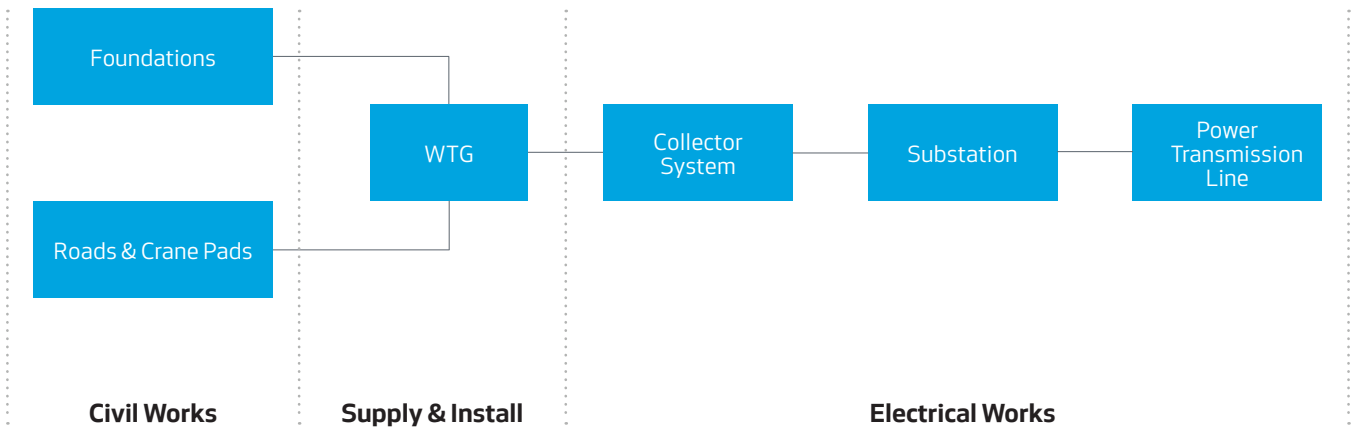 Foundations
Roads & Crane Pads
WTG
Collector
System
Substation
Power
Transmission
Line
Civil Works
Supply & Install
Electrical Works